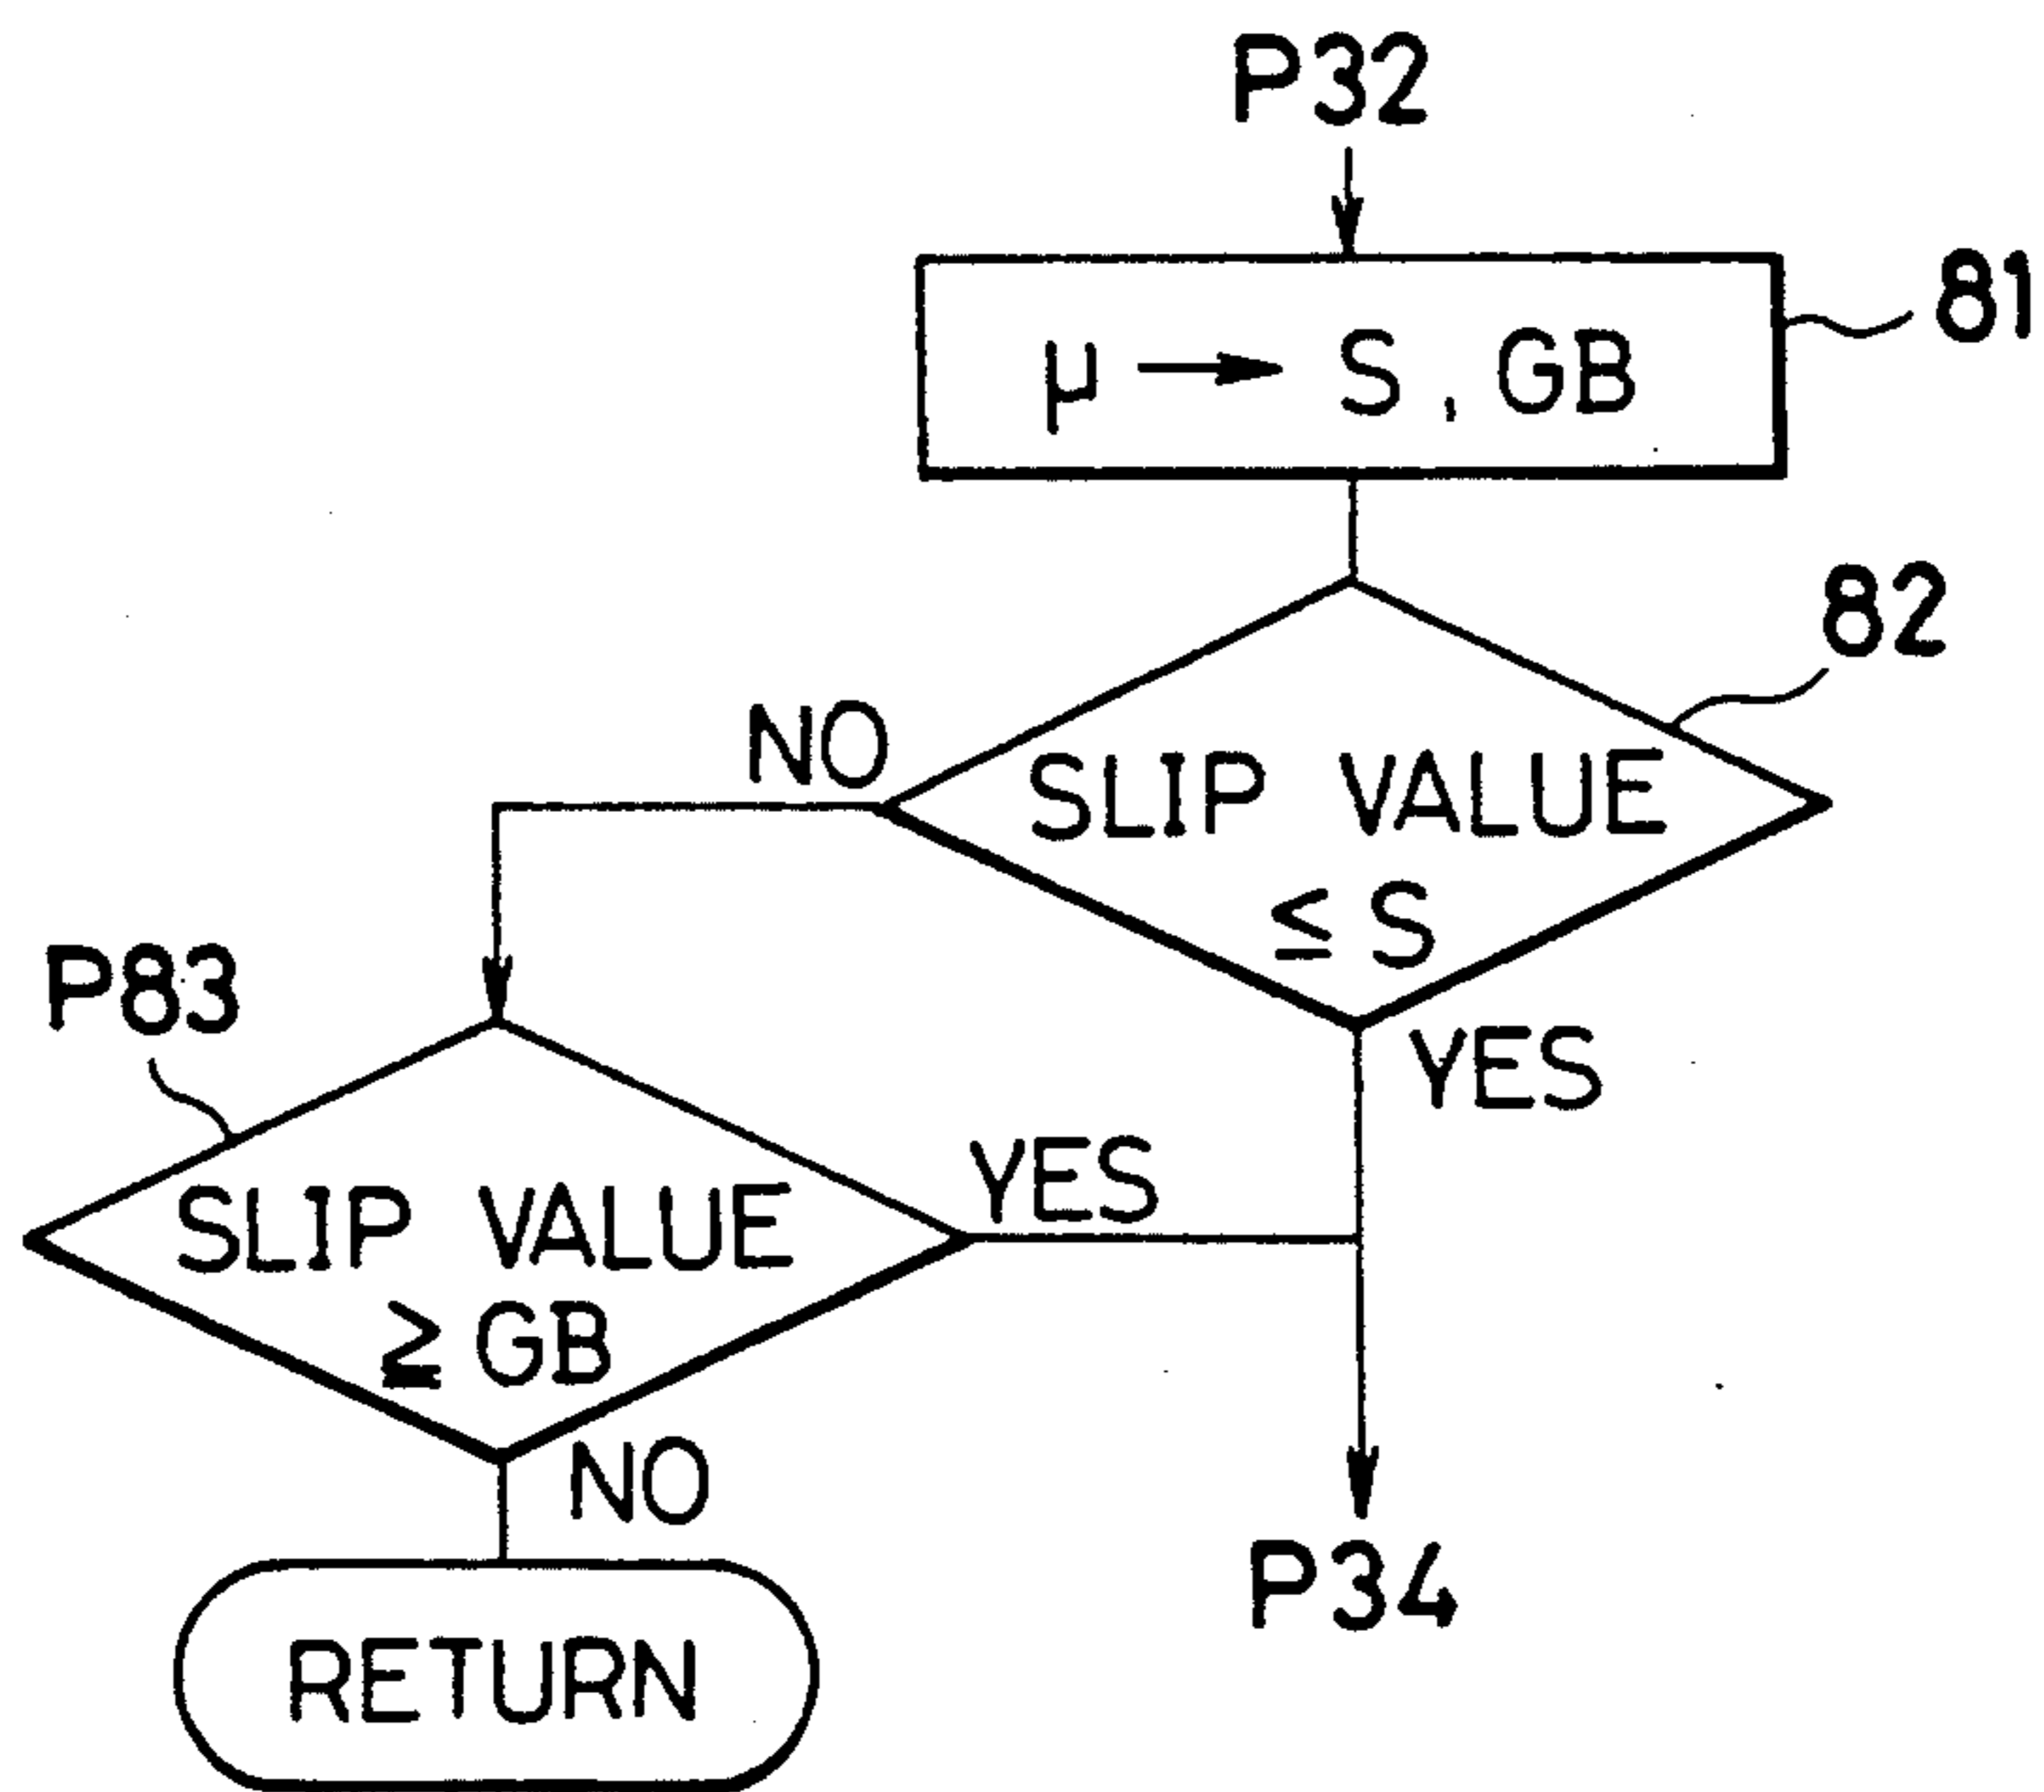 P32
81
μ → S, GB
82
NO
SLIP VALUE
≤ S
P83
YES
YES
SLIP VALUE
≥ GB
NO
P34
RETURN